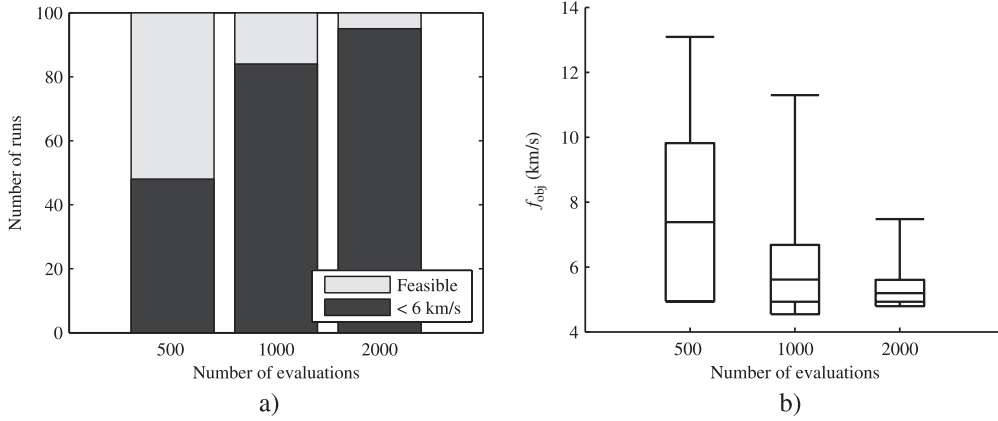 100
80
60
40
20
0
Number of runs
Feasible
< 6 km/s
500 1000 2000
Number of evaluations
a)
14
12
10
8
6
4
f_obj (km/s)
500 1000 2000
Number of evaluations
b)